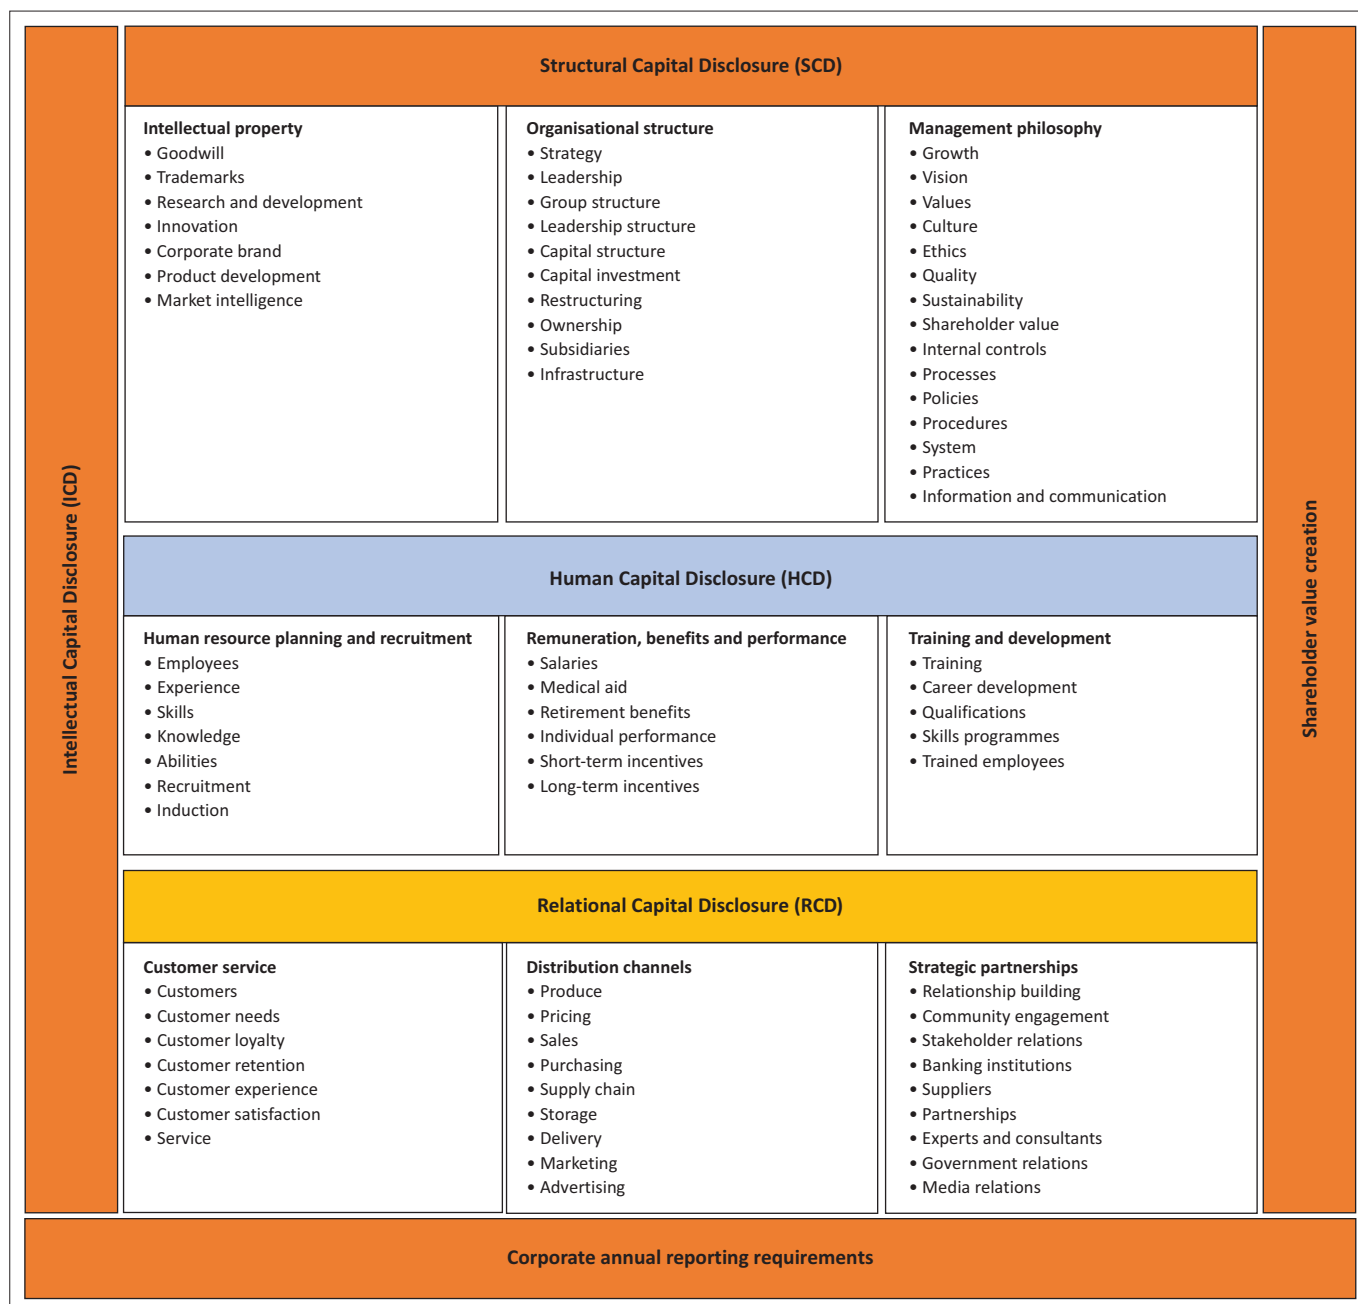 Intellectual Capital Disclosure (ICD)
Structural Capital Disclosure (SCD)
Intellectual property
• Goodwill
• Trademarks
• Research and development
• Innovation
• Corporate brand
• Product development
• Market intelligence
Organisational structure
• Strategy
• Leadership
• Group structure
• Leadership structure
• Capital structure
• Capital investment
• Restructuring
• Ownership
• Subsidiaries
• Infrastructure
Management philosophy
• Growth
• Vision
• Values
• Culture
• Ethics
• Quality
• Sustainability
• Shareholder value
• Internal controls
• Processes
• Policies
• Procedures
• System
• Practices
• Information and communication
Human Capital Disclosure (HCD)
Human resource planning and recruitment
• Employees
• Experience
• Skills
• Knowledge
• Abilities
• Recruitment
• Induction
Remuneration, benefits and performance
• Salaries
• Medical aid
• Retirement benefits
• Individual performance
• Short-term incentives
• Long-term incentives
Training and development
• Training
• Career development
• Qualifications
• Skills programmes
• Trained employees
Relational Capital Disclosure (RCD)
Customer service
• Customers
• Customer needs
• Customer loyalty
• Customer retention
• Customer experience
• Customer satisfaction
• Service
Distribution channels
• Produce
• Pricing
• Sales
• Purchasing
• Supply chain
• Storage
• Delivery
• Marketing
• Advertising
Strategic partnerships
• Relationship building
• Community engagement
• Stakeholder relations
• Banking institutions
• Suppliers
• Partnerships
• Experts and consultants
• Government relations
• Media relations
Shareholder value creation
Corporate annual reporting requirements